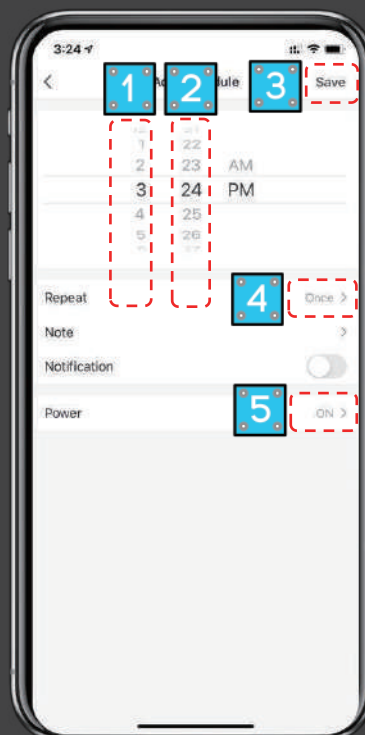 3:24
1 2 3 Save
1 22
2 23 AM
3 24 PM
4 25
5 26
Repeat 4 Once >
Note >
Notification
Power 5 ON >